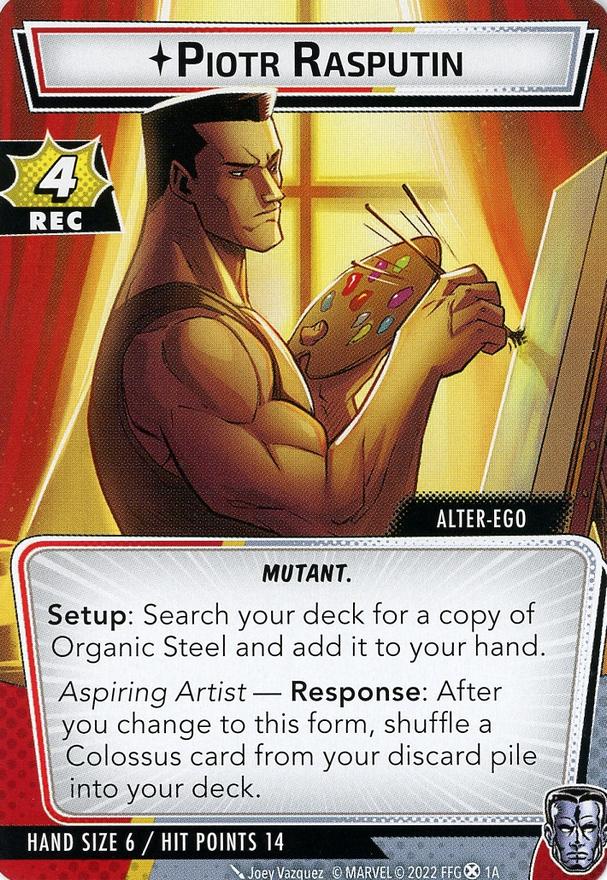 PIOTR RASPUTIN
4
REC
ALTER-EGO
MUTANT.
Setup: Search your deck for a copy of
Organic Steel and add it to your hand.
Aspiring Artist — Response: After
you change to this form, shuffle a
Colossus card from your discard pile
into your deck.
HAND SIZE 6 / HIT POINTS 14
Joey Vazquez © MARVEL © 2022 FFG 1A